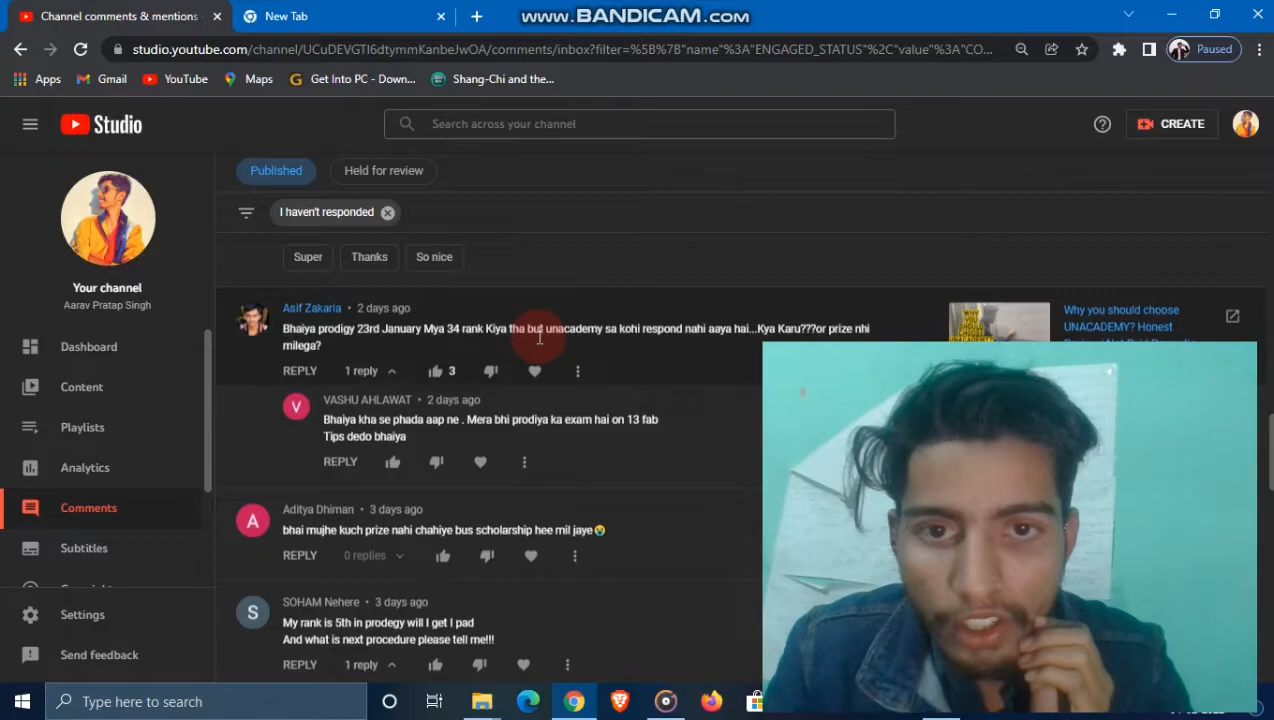 www.BANDICAM.com
Channel comments & mentions
New Tab
studio.youtube.com/channel/UCuDEVGTI6dtymmKanbeJwOA/comments/inbox?filter=%5B%7B"name"%3A"ENGAGED_STATUS"%2C"value"%3A"CO...
Paused
Apps
Gmail
YouTube
Maps
Get Into PC - Down...
Shang-Chi and the...
Studio
Search across your channel
CREATE
Published
Held for review
I haven't responded
Super
Thanks
So nice
Your channel
Aarav Pratap Singh
Dashboard
Content
Playlists
Analytics
Comments
Subtitles
Settings
Send feedback
Asif Zakaria • 2 days ago
Bhaiya prodigy 23rd January Mya 34 rank Kiya tha but unacademy sa kohi respond nahi aaya hai...Kya Karu???or prize nhi
milega?
REPLY 1 reply 3
Why you should choose
UNACADEMY? Honest
VASHU AHLAWAT • 2 days ago
Bhaiya kha se phada aap ne . Mera bhi prodiya ka exam hai on 13 fab
Tips dedo bhaiya
REPLY
A
Aditya Dhiman • 3 days ago
bhai mujhe kuch prize nahi chahiye bus scholarship hee mil jaye😭
REPLY 0 replies
S
SOHAM Nehere • 3 days ago
My rank is 5th in prodegy will I get I pad
And what is next procedure please tell me!!!
REPLY 1 reply
Type here to search